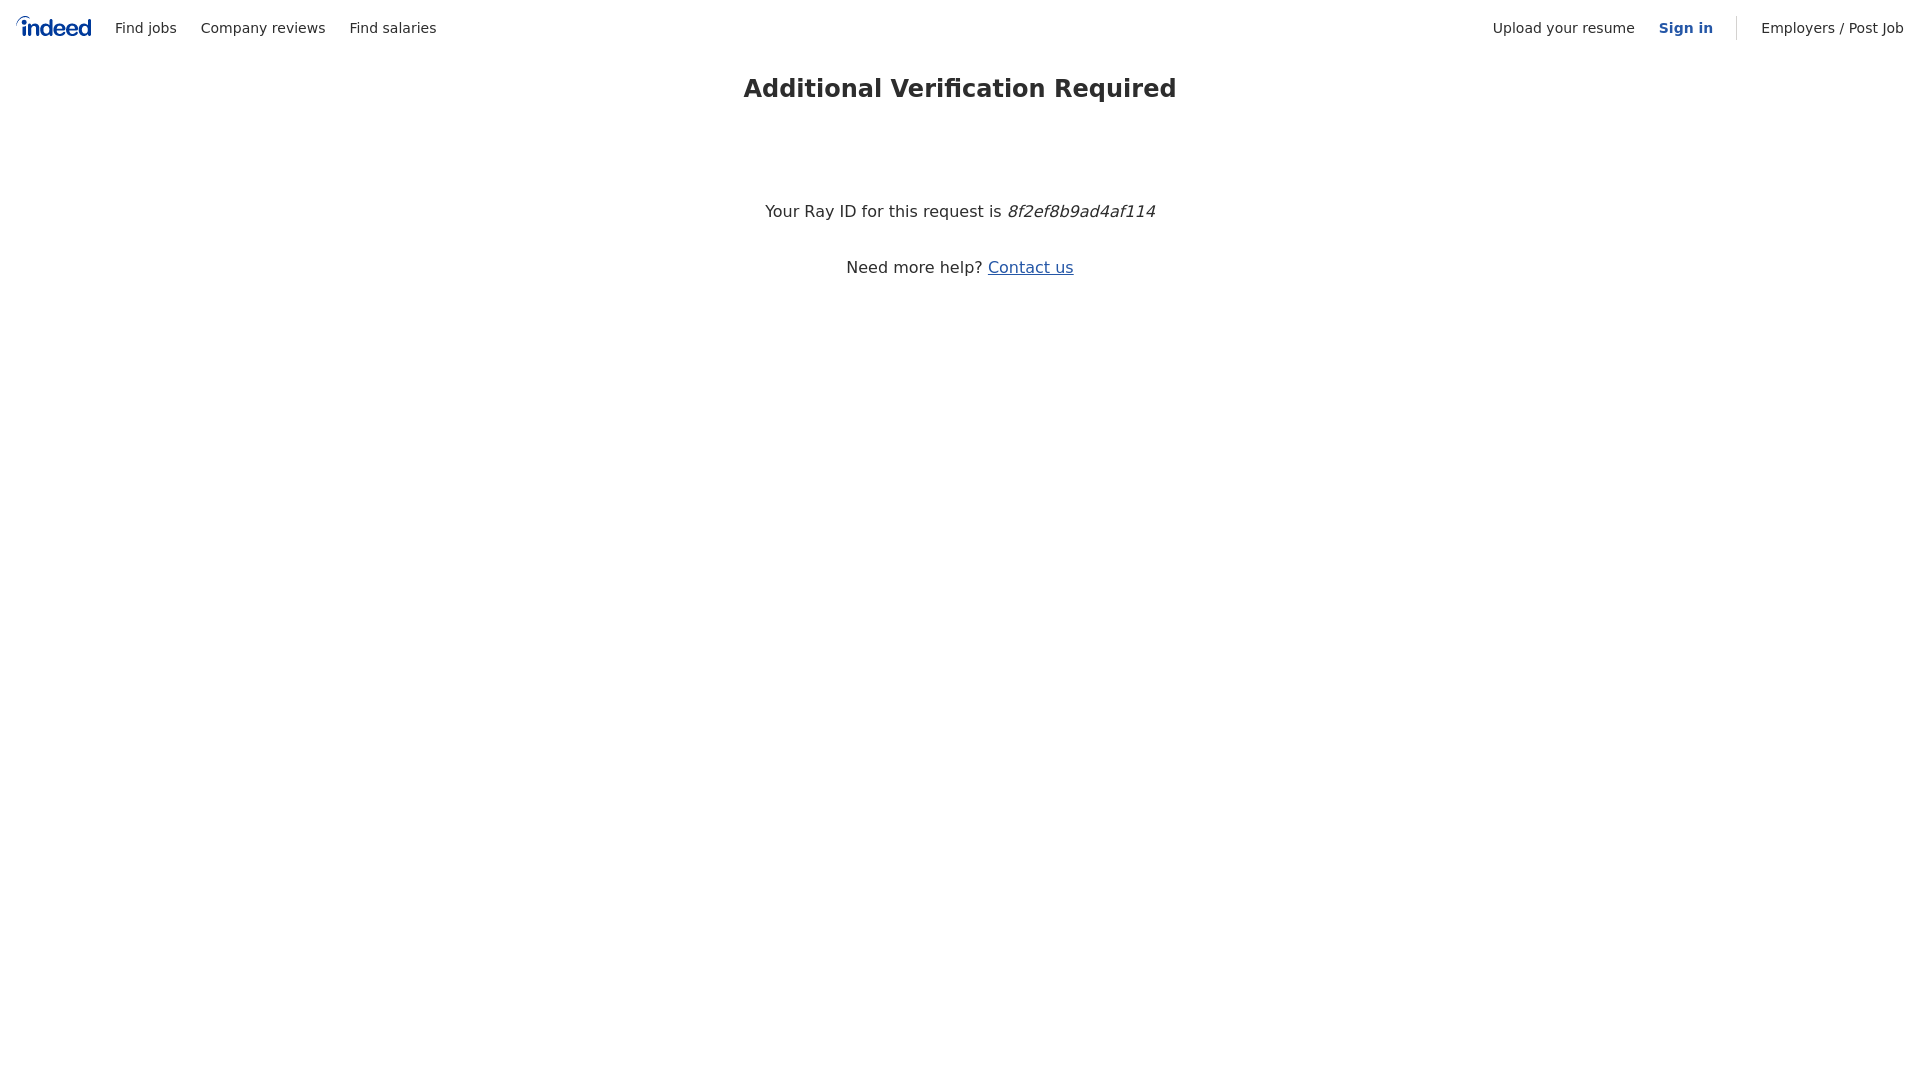 indeed Find jobs Company reviews Find salaries Upload your resume Sign in Employers / Post Job
Additional Verification Required
Your Ray ID for this request is 8f2ef8b9ad4af114
Need more help? Contact us